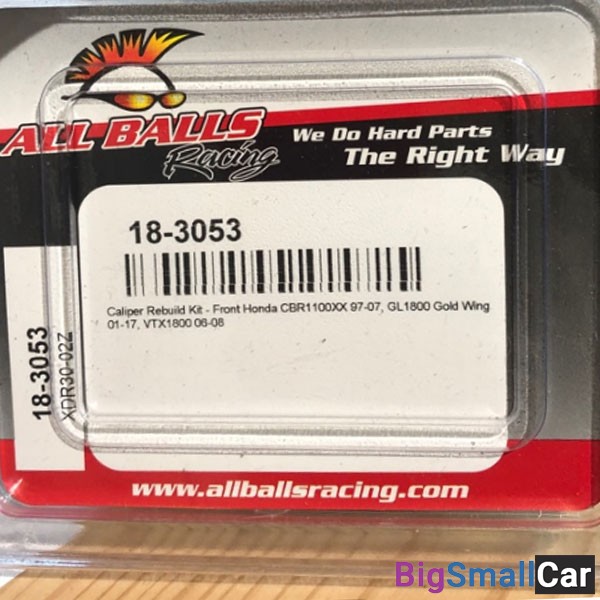 ALL BALLS
Racing
We Do Hard Parts
The Right Way
18-3053
Caliper Rebuild Kit - Front Honda CBR1100XX 97-07, GL1800 Gold Wing
01-17, VTX1800 06-08
18-3053
XDR30-02Z
www.allballsracing.com
BigSmallCar